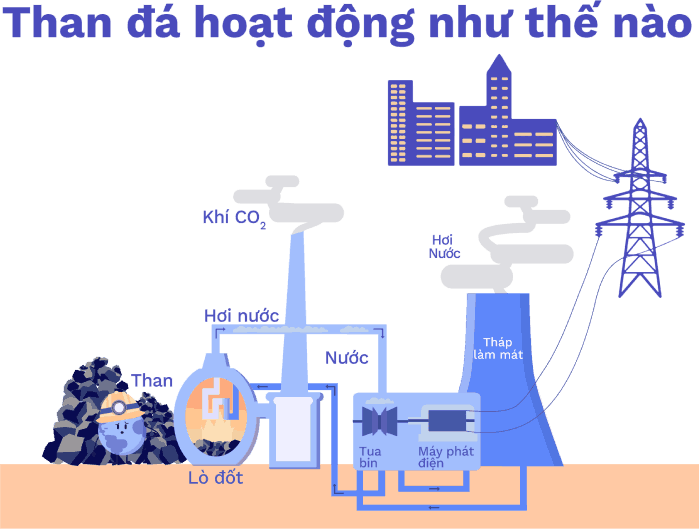 Than đá hoạt động như thế nào
Khí CO₂
Hơi
Nước
Hơi nước
Tháp
làm mát
Nước
Than
Tua
bin
Máy phát
điện
Lò đốt